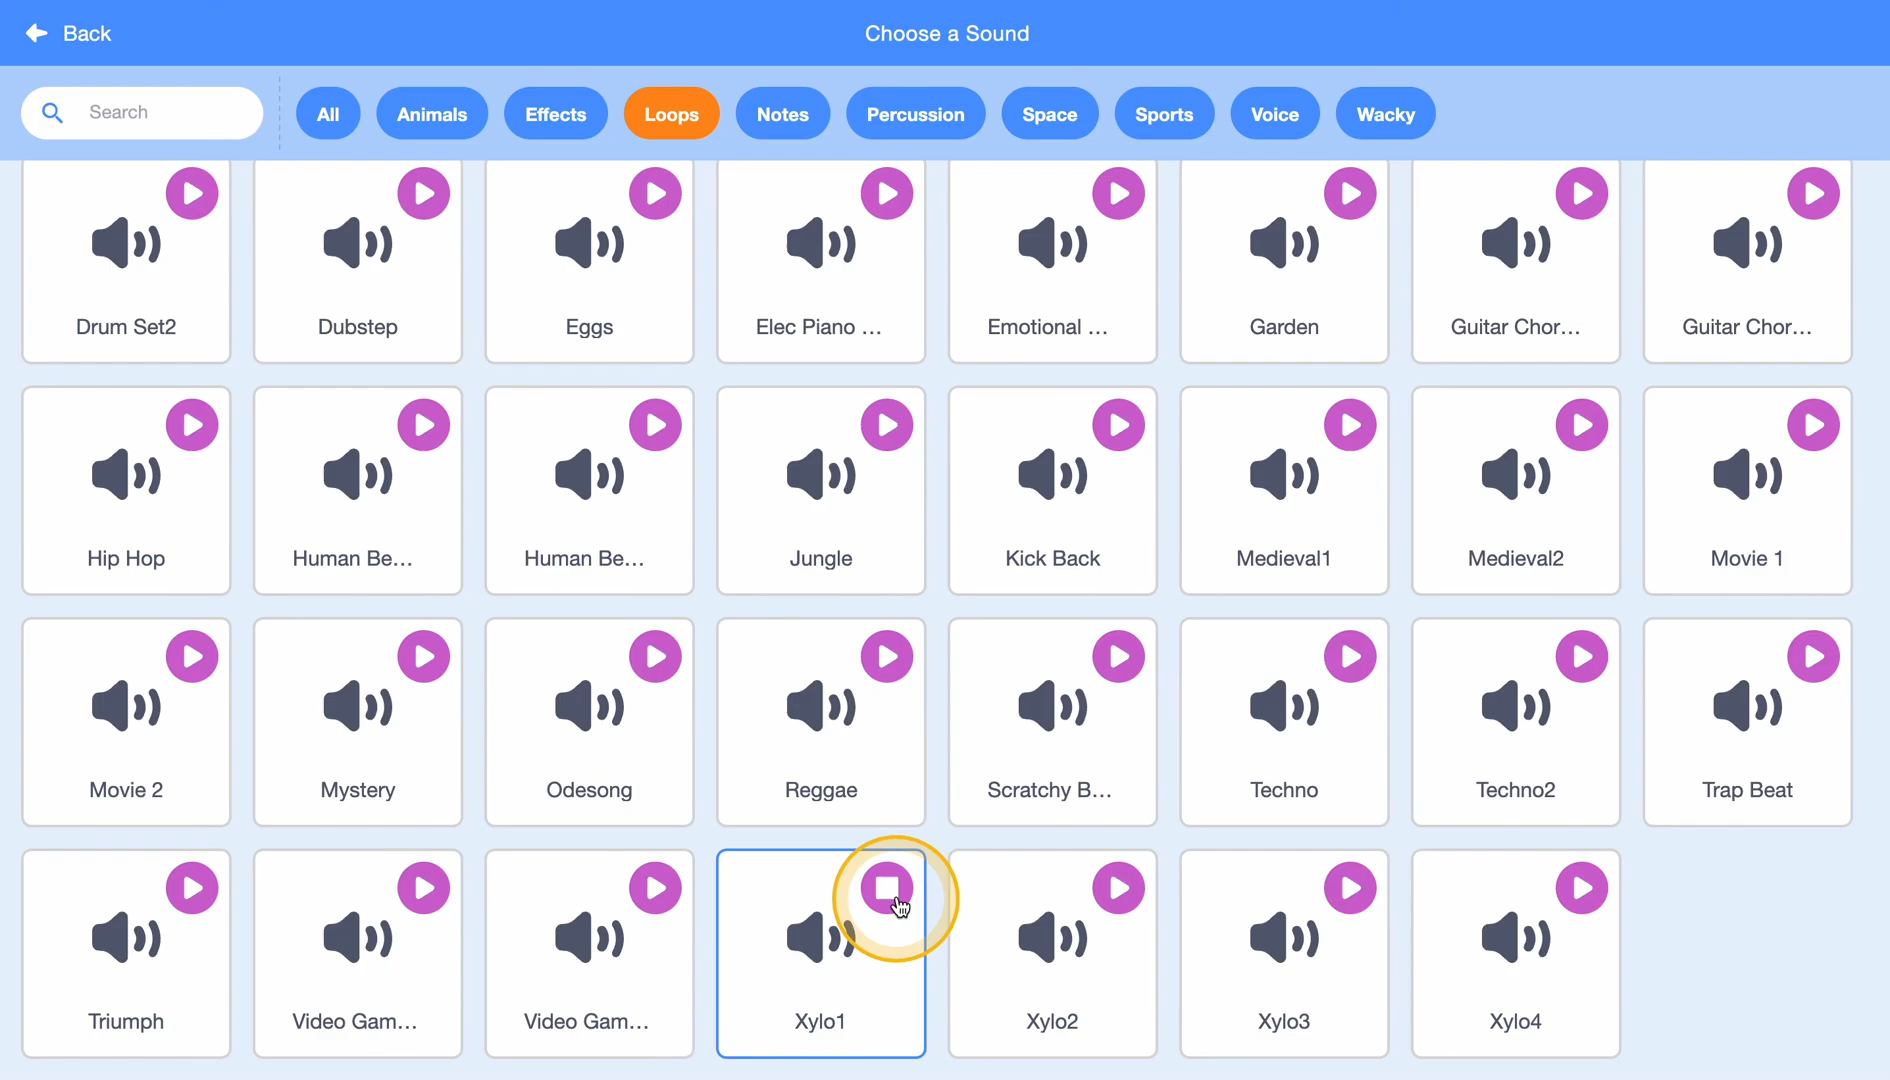 Back
Choose a Sound
Search
All
Animals
Effects
Loops
Notes
Percussion
Space
Sports
Voice
Wacky
Drum Set2
Dubstep
Eggs
Elec Piano ...
Emotional ...
Garden
Guitar Chor...
Guitar Chor...
Hip Hop
Human Be...
Human Be...
Jungle
Kick Back
Medieval1
Medieval2
Movie 1
Movie 2
Mystery
Odesong
Reggae
Scratchy B...
Techno
Techno2
Trap Beat
Triumph
Video Gam...
Video Gam...
Xylo1
Xylo2
Xylo3
Xylo4